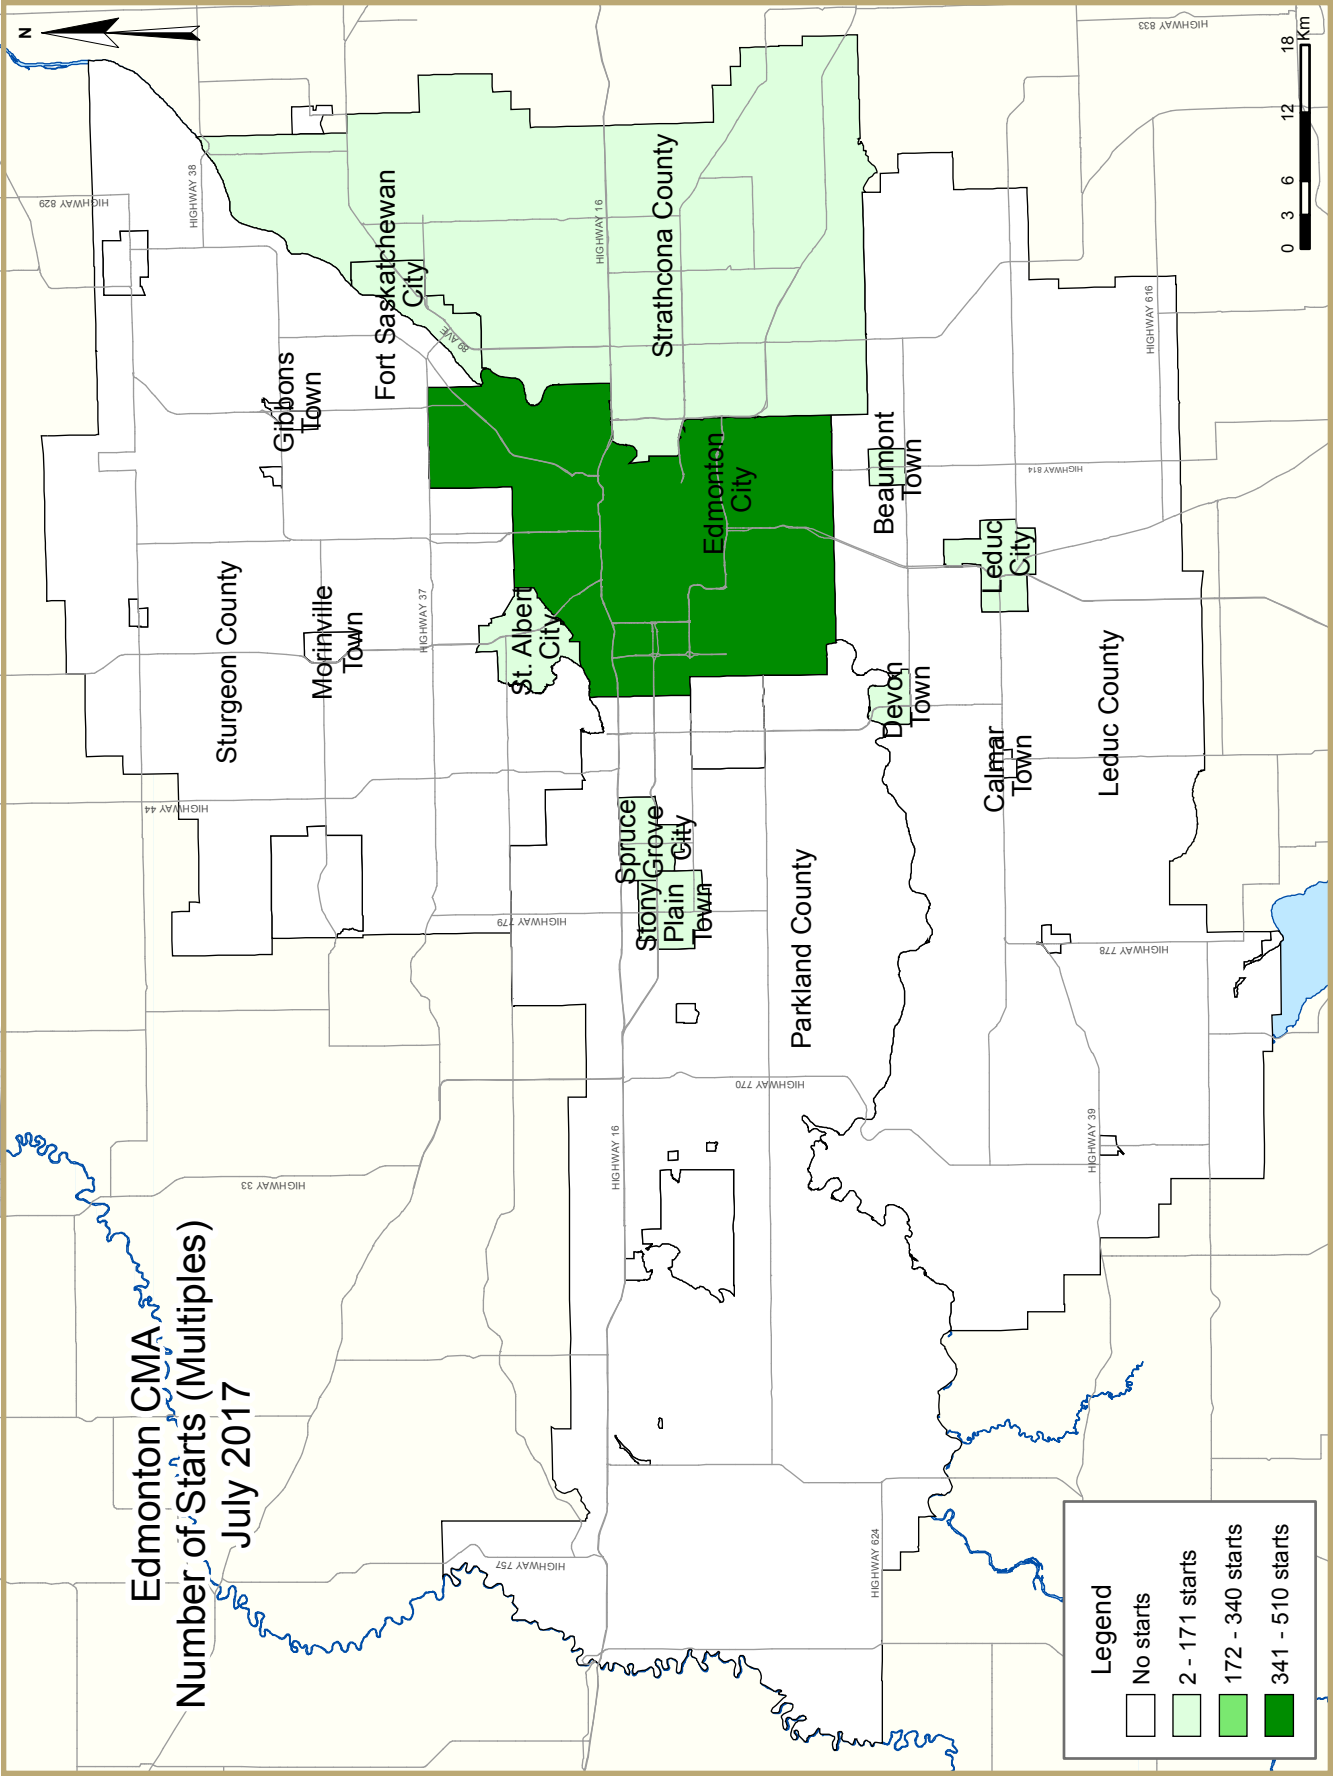 Edmonton CMA
Number of Starts (Multiples)
July 2017
N
HIGHWAY 829
HIGHWAY 38
HIGHWAY 833
HIGHWAY 44
HIGHWAY 33
HIGHWAY 757
Gibbons
Town
Fort Saskatchewan
City
89 AVE
Sturgeon County
Morinville
Town
HIGHWAY 37
St. Albert
City
HIGHWAY 16
Strathcona County
Edmonton
City
HIGHWAY 779
Spruce
Grove
City
Stony
Plain
Town
HIGHWAY 16
HIGHWAY 770
Parkland County
Beaumont
Town
Devon
Town
HIGHWAY 624
Leduc
City
HIGHWAY 814
Calmar
Town
Leduc County
HIGHWAY 616
HIGHWAY 778
HIGHWAY 39
Legend
No starts
2 - 171 starts
172 - 340 starts
341 - 510 starts
0 3 6 12 18
Km